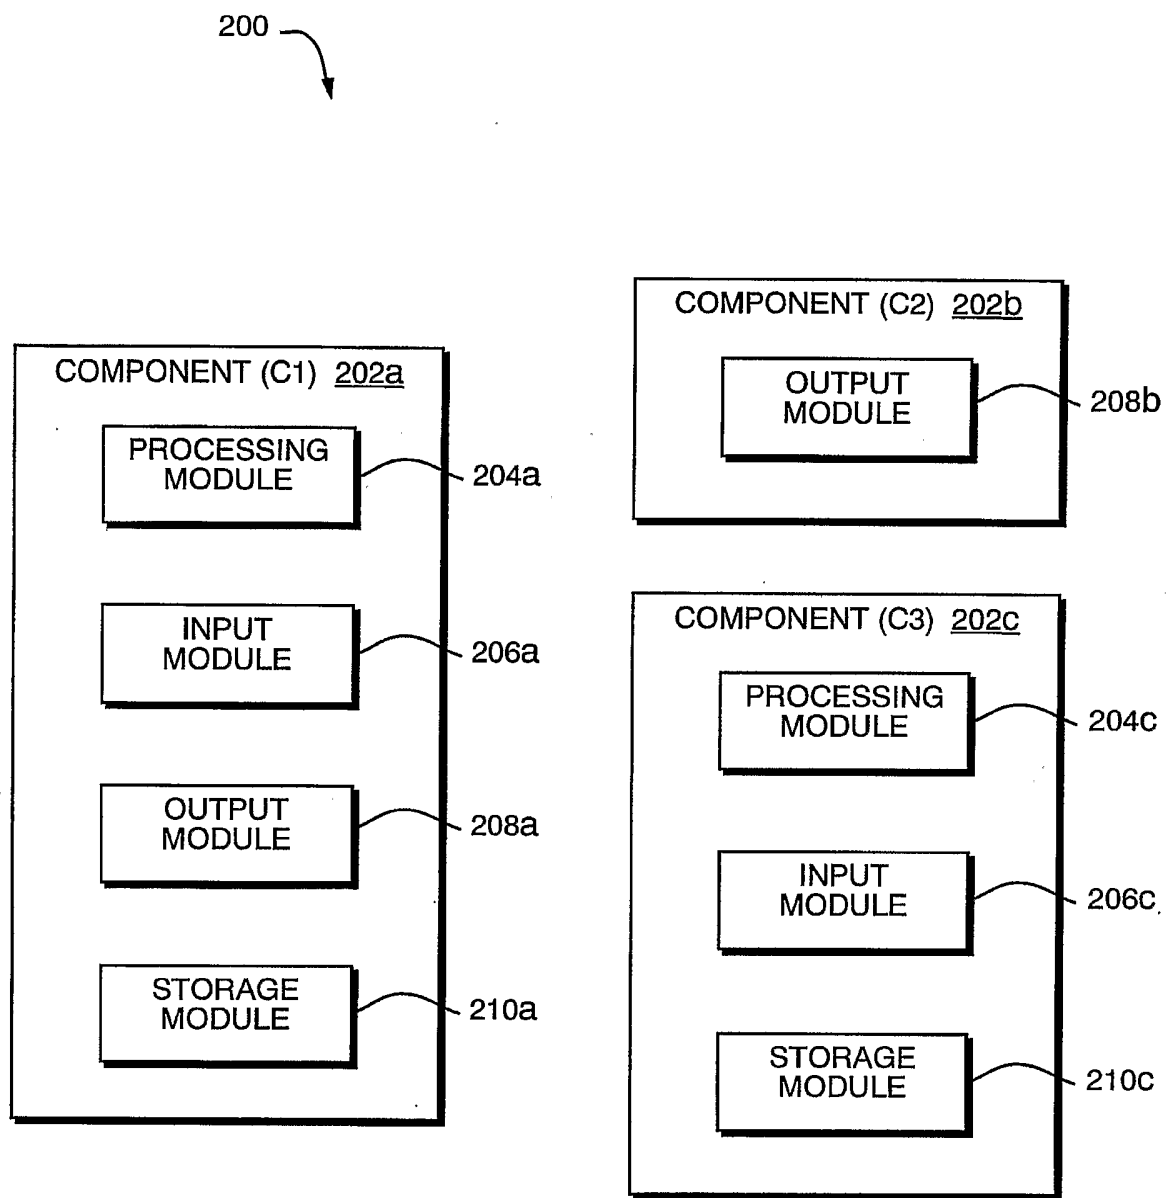 200
COMPONENT (C1) 202a
PROCESSING
MODULE
204a
INPUT
MODULE
206a
OUTPUT
MODULE
208a
STORAGE
MODULE
210a
COMPONENT (C2) 202b
OUTPUT
MODULE
208b
COMPONENT (C3) 202c
PROCESSING
MODULE
204c
INPUT
MODULE
206c
STORAGE
MODULE
210c